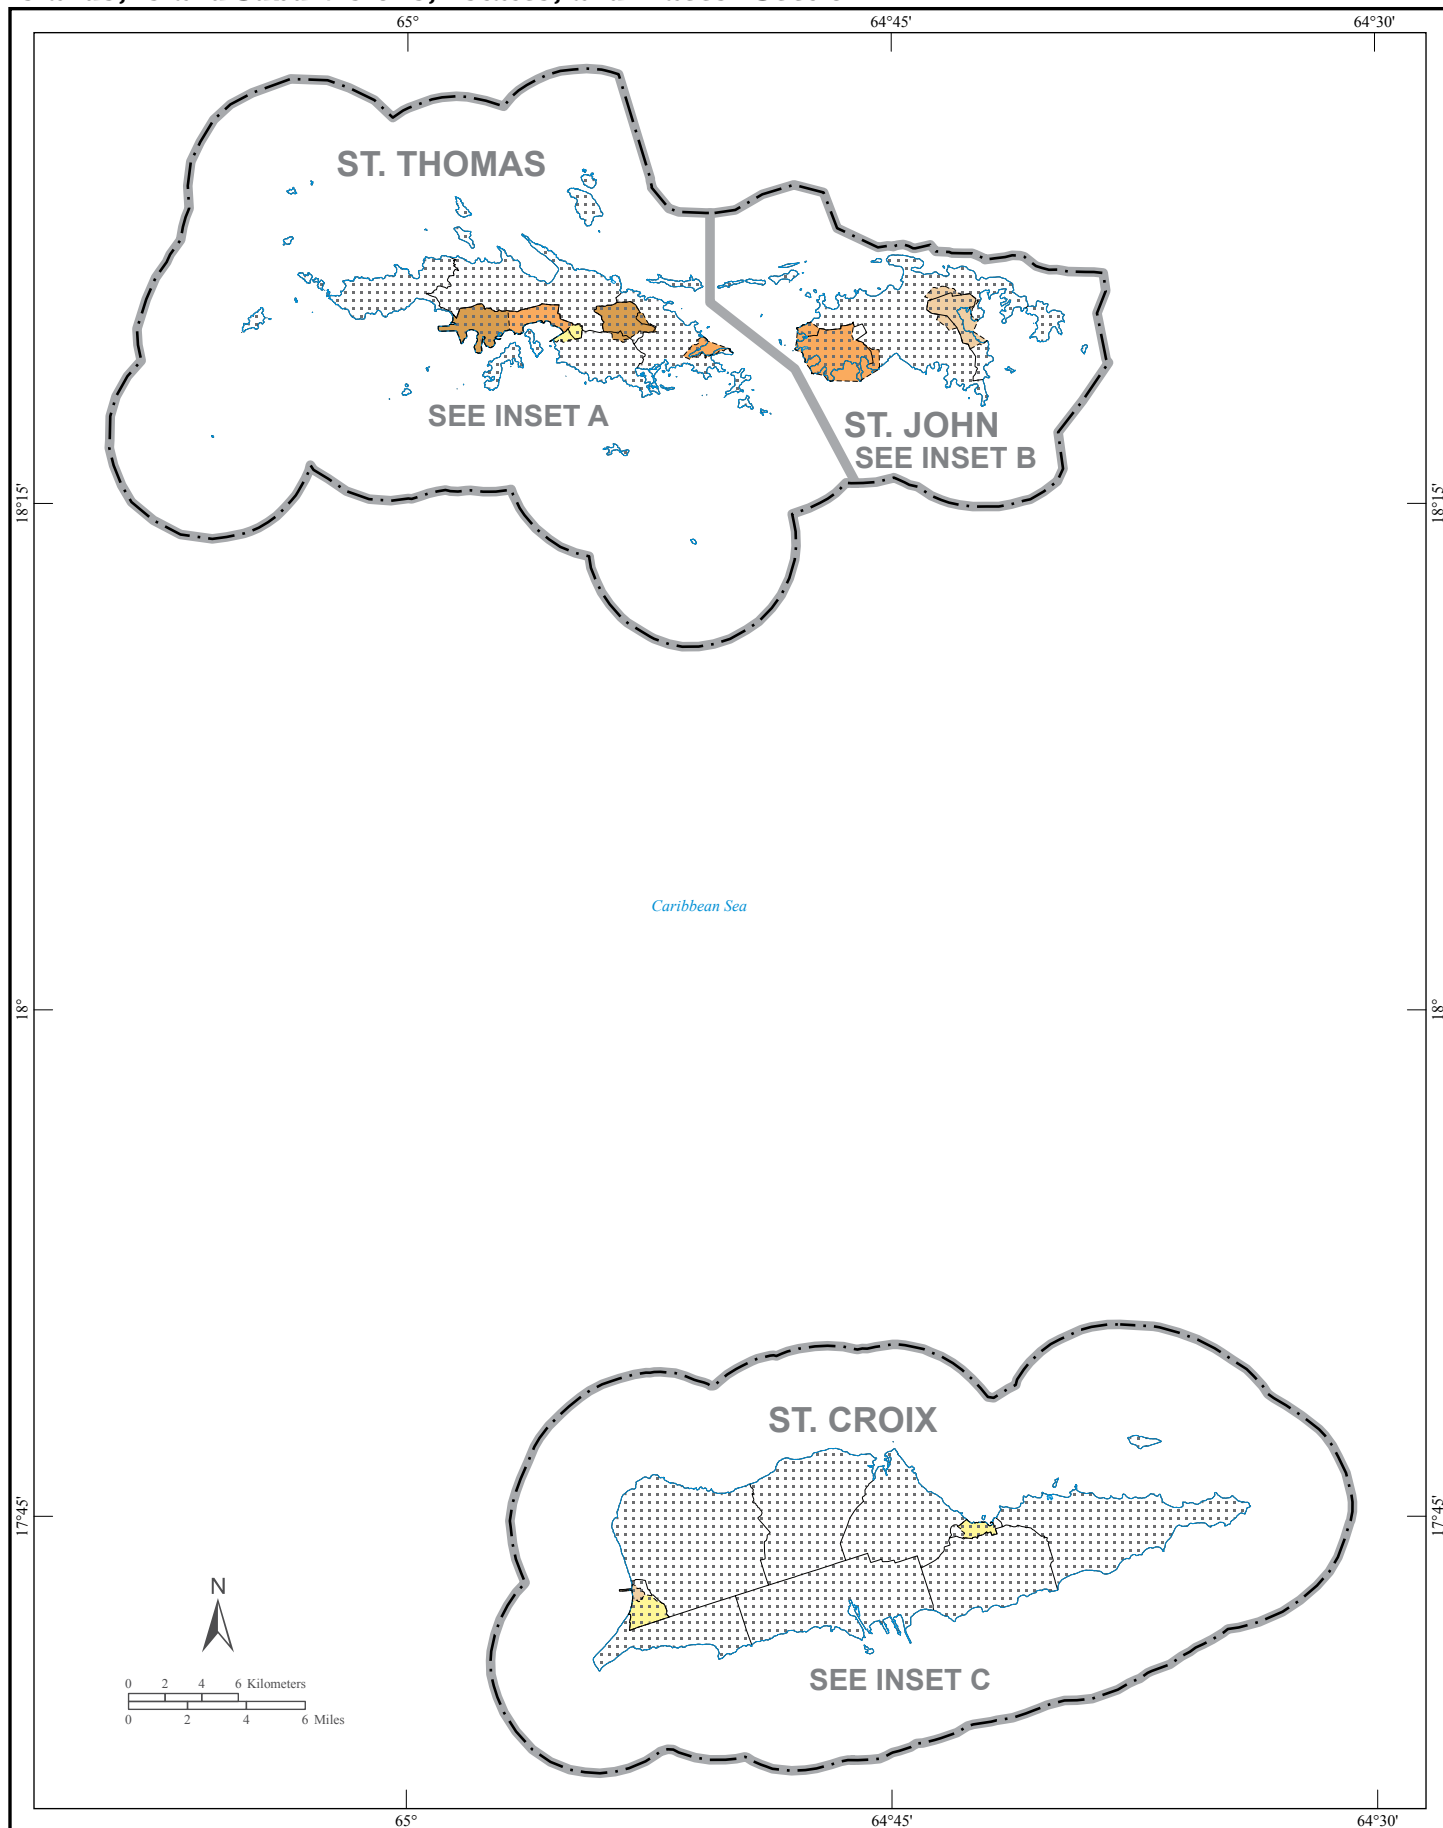 65° 64°45' 64°30'
ST. THOMAS
SEE INSET A
ST. JOHN
SEE INSET B
18°15' 18°15'
Caribbean Sea
18° 18°
ST. CROIX
17°45' 17°45'
SEE INSET C
N
0 2 4 6 Kilometers
0 2 4 6 Miles
65° 64°45' 64°30'